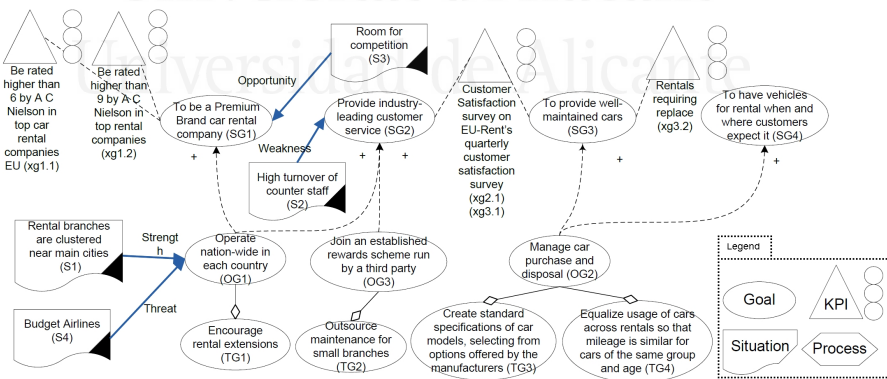 Universidad de Alicante
Be rated
higher than
6 by A C
Nielson in
top car
rental
companies
EU (xg1.1)
Be rated
higher than
9 by A C
Nielson in
top rental
companies
(xg1.2)
Opportunity
Room for
competition
(S3)
To be a Premium
Brand car rental
company (SG1)
Provide industry-
leading customer
service (SG2)
Customer
Satisfaction
survey on
EU-Rent's
quarterly
customer
satisfaction
survey
(xg2.1)
(xg3.1)
To provide well-
maintained cars
(SG3)
Rentals
requiring
replace
(xg3.2)
To have vehicles
for rental when and
where customers
expect it (SG4)
Weakness
High turnover of
counter staff
(S2)
+
+
+
+
+
Rental branches
are clustered
near main cities
(S1)
Strengt
h
Operate
nation-wide in
each country
(OG1)
Join an established
rewards scheme run
by a third party
(OG3)
Manage car
purchase and
disposal (OG2)
Budget Airlines
(S4)
Threat
Encourage
rental extensions
(TG1)
Outsource
maintenance for
small branches
(TG2)
Create standard
specifications of car
models, selecting from
options offered by the
manufacturers (TG3)
Equalize usage of cars
across rentals so that
mileage is similar for
cars of the same group
and age (TG4)
Legend
Goal
KPI
Situation
Process